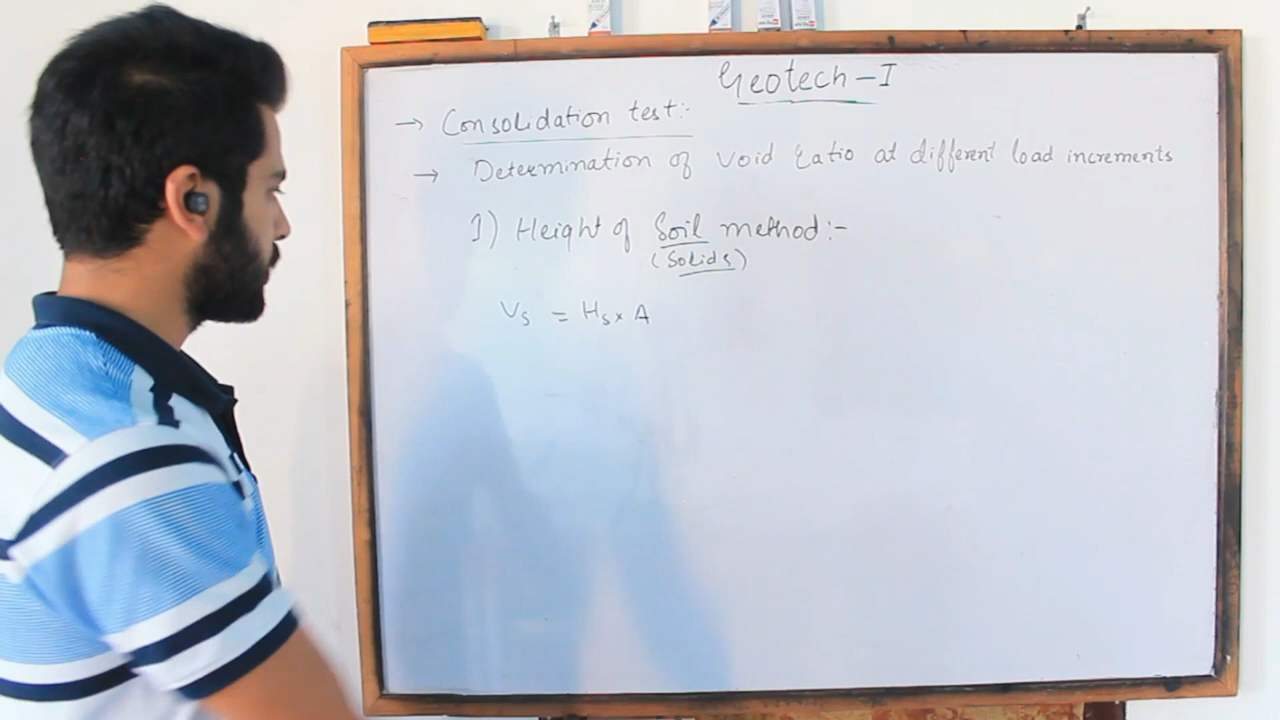 Geotech-I
→ Consolidation test:-
→ Determination of void ratio at different load increments
1) Height of Soil method:-
(Solids)
Vs = Hs × A